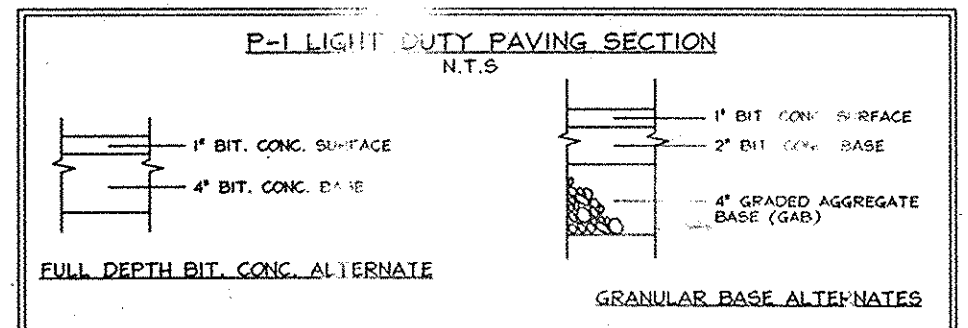 P-1 LIGHT DUTY PAVING SECTION
N.T.S
1" BIT. CONC. SURFACE
4" BIT. CONC. BASE
FULL DEPTH BIT. CONC. ALTERNATE
1" BIT CONC SURFACE
2" BIT CONC BASE
4" GRADED AGGREGATE
BASE (GAB)
GRANULAR BASE ALTERNATES